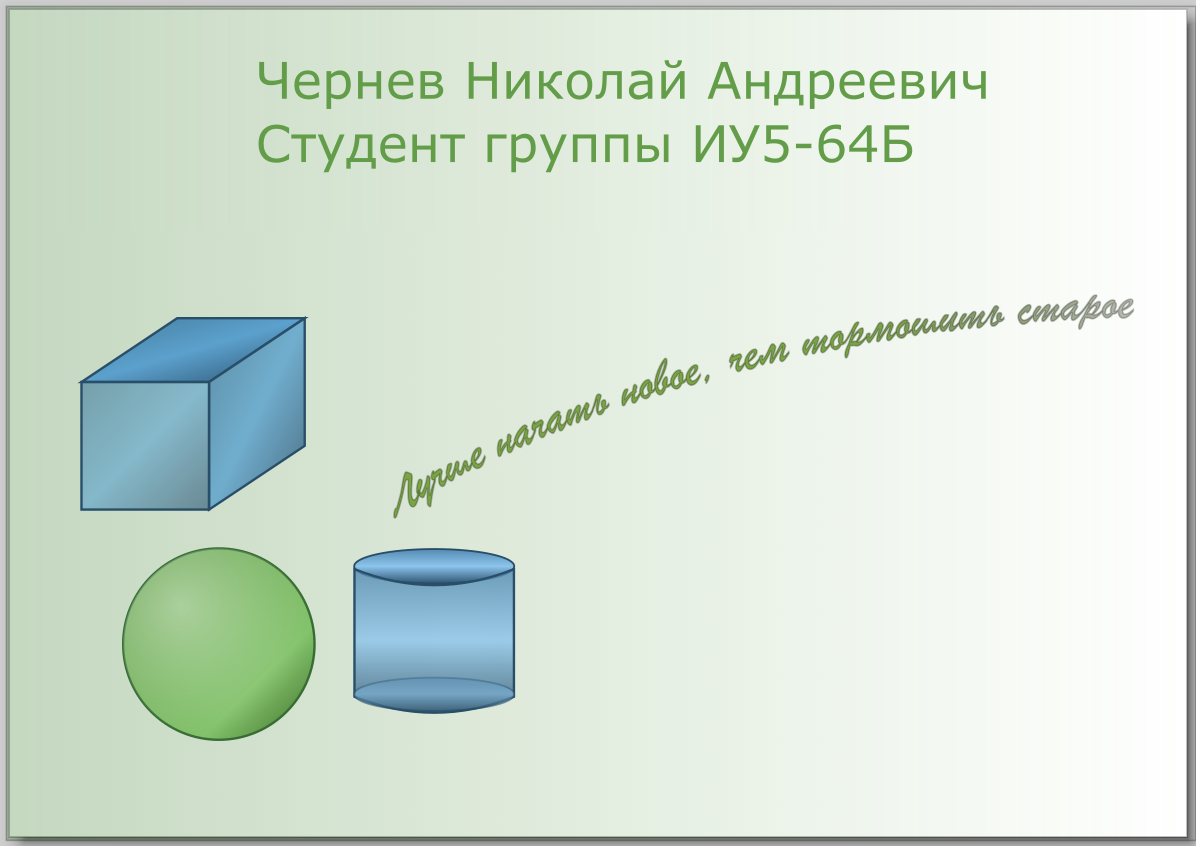 Чернев Николай Андреевич
Студент группы ИУ5-64Б
Лучше начать новое, чем тормошить старое